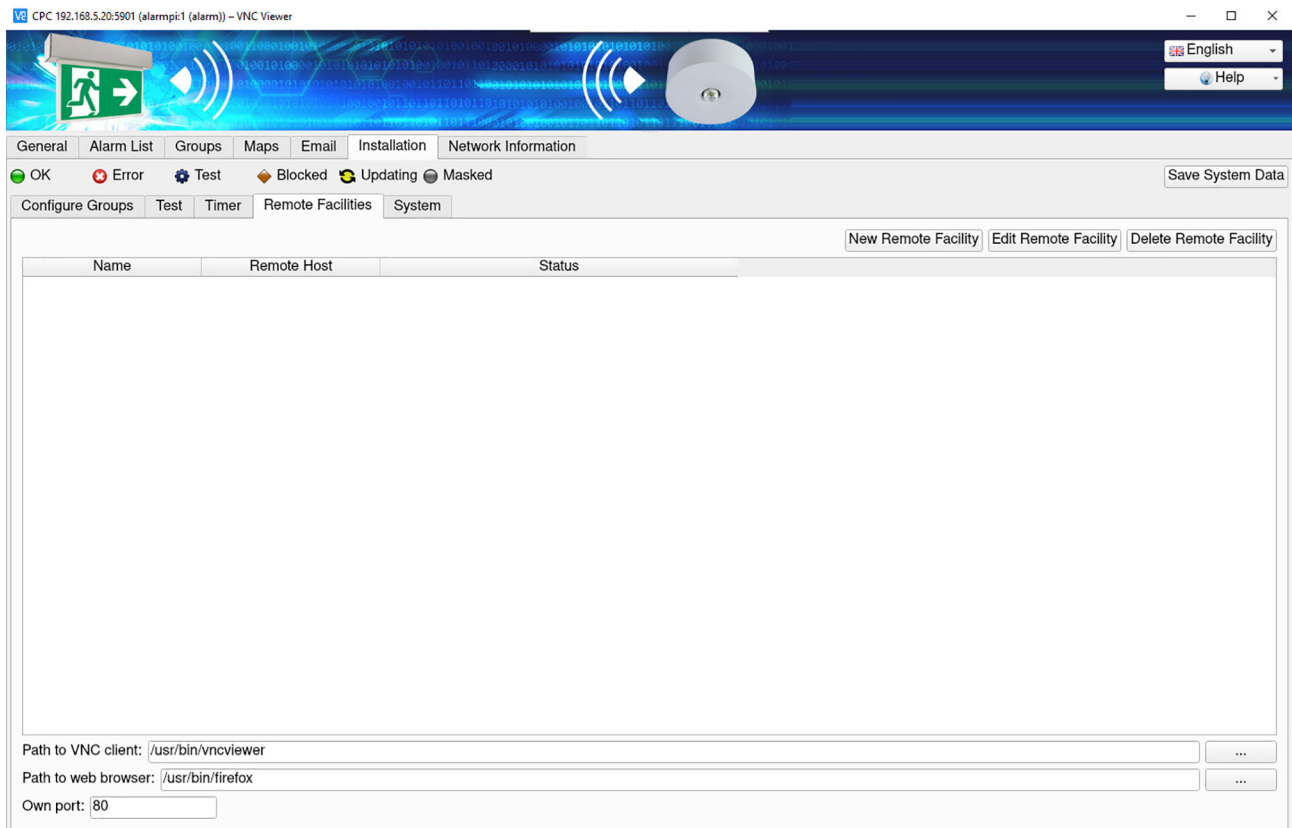 CPC 192.168.5.20:5901 (alarmpi:1 (alarm)) – VNC Viewer
English
Help
General Alarm List Groups Maps Email Installation Network Information
OK Error Test Blocked Updating Masked Save System Data
Configure Groups Test Timer Remote Facilities System
New Remote Facility Edit Remote Facility Delete Remote Facility
Name Remote Host Status
Path to VNC client: /usr/bin/vncviewer ...
Path to web browser: /usr/bin/firefox ...
Own port: 80